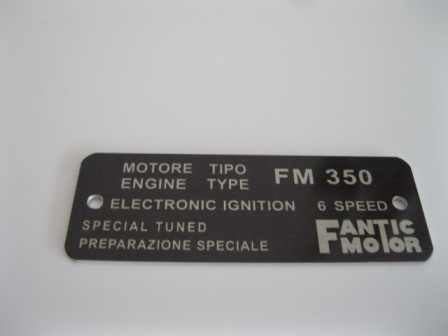 MOTORE TIPO
ENGINE TYPE FM 350
ELECTRONIC IGNITION 6 SPEED
SPECIAL TUNED
PREPARAZIONE SPECIALE
FANTIC
MOTOR